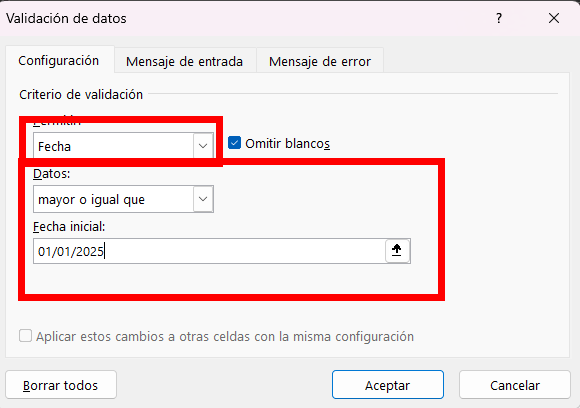 Validación de datos
?
Configuración
Mensaje de entrada
Mensaje de error
Criterio de validación
Permitir:
Fecha
Omitir blancos
Datos:
mayor o igual que
Fecha inicial:
01/01/2025
Aplicar estos cambios a otras celdas con la misma configuración
Borrar todos
Aceptar
Cancelar